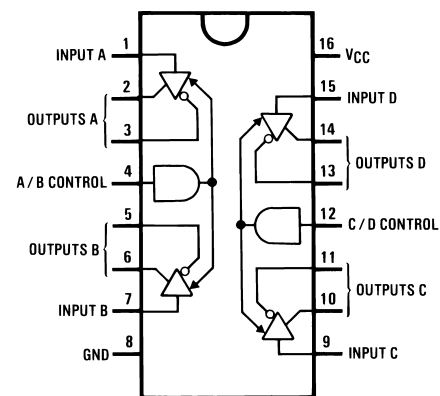 INPUT A 1
2
OUTPUTS A
3
A / B CONTROL 4
5
OUTPUTS B
6
INPUT B 7
GND 8
16 VCC
15 INPUT D
14
OUTPUTS D
13
12 C / D CONTROL
11
OUTPUTS C
10
9 INPUT C